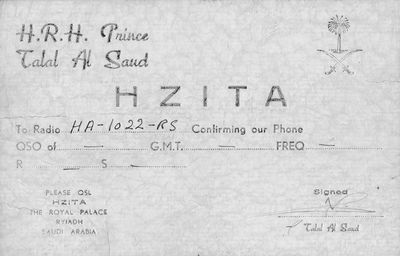 H.R.H. Prince
Talal Al Saud
HZITA
To Radio HA-1022-RS Confirming our Phone
QSO of — G.M.T. — FREQ —
R — S —
PLEASE QSL
HZITA
THE ROYAL PALACE
RYIADH
SAUDI ARABIA
Signed
Talal Al Saud